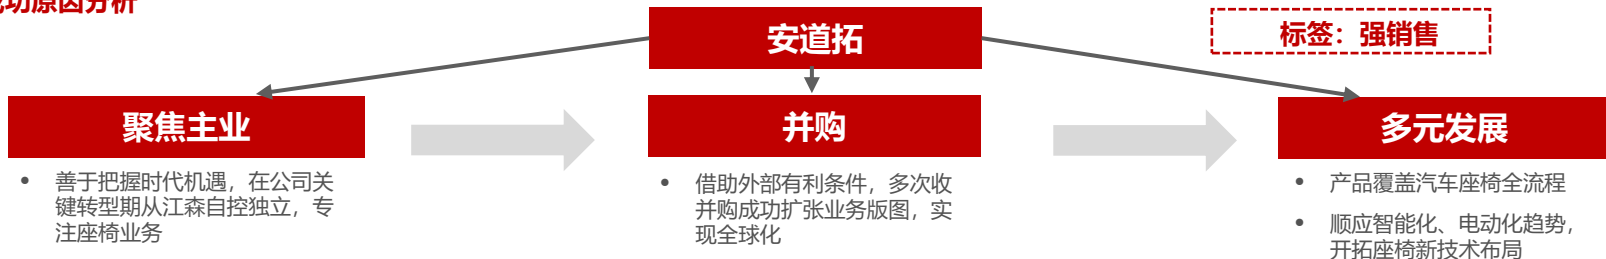 功原因分析
安道拓
标签：强销售
聚焦主业
并购
多元发展
• 善于把握时代机遇，在公司关
键转型期从江森自控独立，专
注座椅业务
• 借助外部有利条件，多次收
并购成功扩张业务版图，实
现全球化
• 产品覆盖汽车座椅全流程
• 顺应智能化、电动化趋势，
开拓座椅新技术布局